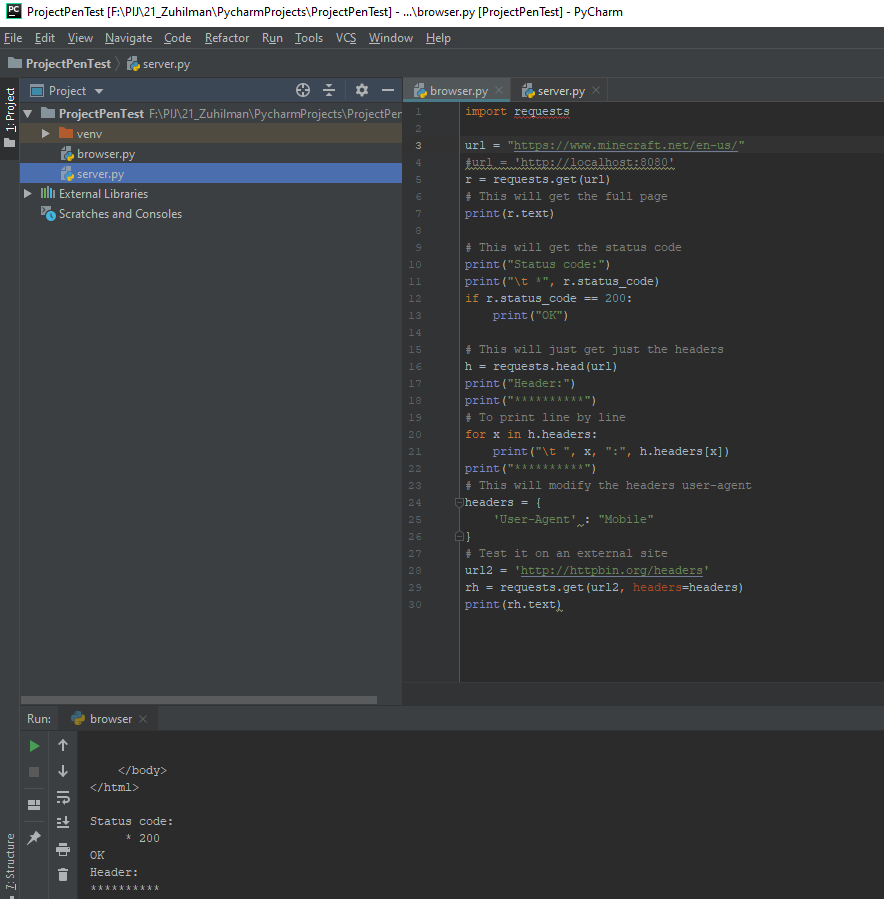 ProjectPenTest [F:\PIJ\21_Zuhilman\PycharmProjects\ProjectPenTest] - ...\browser.py [ProjectPenTest] - PyCharm
File Edit View Navigate Code Refactor Run Tools VCS Window Help
ProjectPenTest server.py
1: Project
Project
browser.py server.py
ProjectPenTest F:\PIJ\21_Zuhilman\PycharmProjects\ProjectPen
venv
browser.py
server.py
External Libraries
Scratches and Consoles
1 import requests
2
3 url = "https://www.minecraft.net/en-us/"
4 #url = 'http://localhost:8080'
5 r = requests.get(url)
6 # This will get the full page
7 print(r.text)
8
9 # This will get the status code
10 print("Status code:")
11 print("\t *", r.status_code)
12 if r.status_code == 200:
13     print("OK")
14
15 # This will just get just the headers
16 h = requests.head(url)
17 print("Header:")
18 print("**********")
19 # To print line by line
20 for x in h.headers:
21     print("\t ", x, ":", h.headers[x])
22 print("**********")
23 # This will modify the headers user-agent
24 headers = {
25     'User-Agent' : "Mobile"
26 }
27 # Test it on an external site
28 url2 = 'http://httpbin.org/headers'
29 rh = requests.get(url2, headers=headers)
30 print(rh.text)
Run: browser
</body>
</html>
Status code:
* 200
OK
Header:
**********
7: Structure